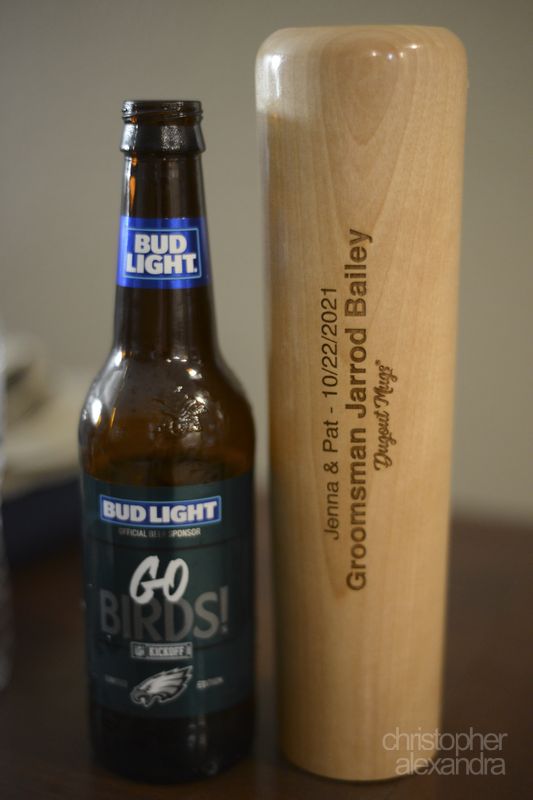 BUD
LIGHT.
BUD LIGHT
OFFICIAL BEER SPONSOR
GO
BIRDS!
NFL KICKOFF
LIMITED EDITION
Jenna & Pat - 10/22/2021
Groomsman Jarrod Bailey
Dugout Mugs®
christopher
alexandra